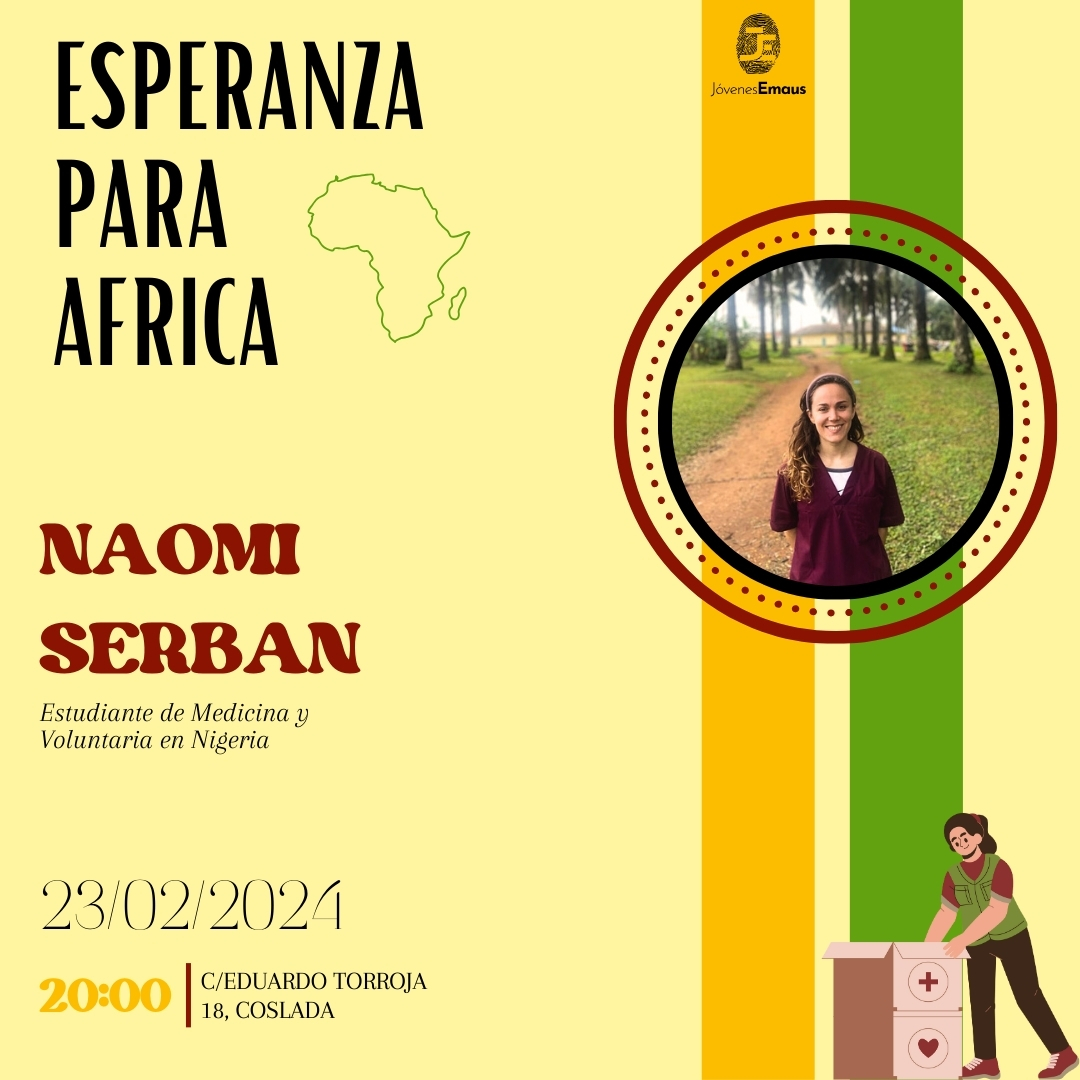 ESPERANZA
PARA
AFRICA
JE
JóvenesEmaus
NAOMI
SERBAN
Estudiante de Medicina y
Voluntaria en Nigeria
23/02/2024
20:00
C/EDUARDO TORROJA
18, COSLADA